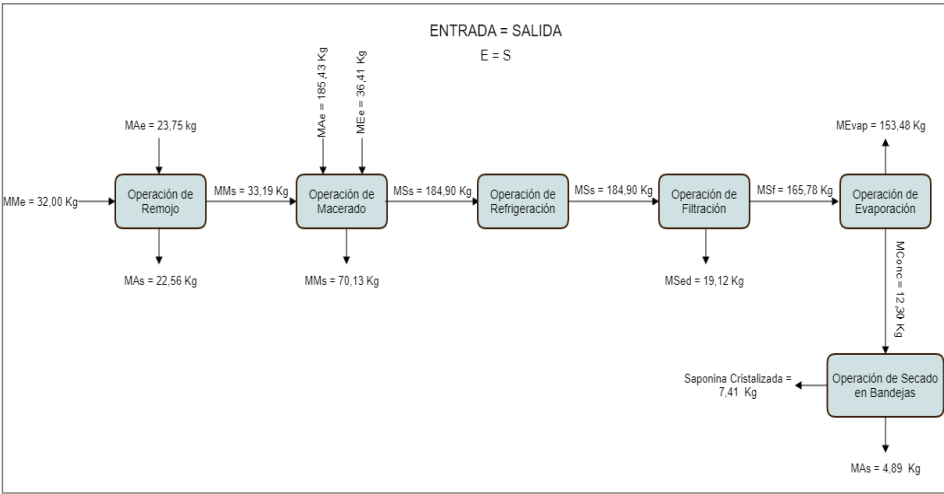 ENTRADA = SALIDA
E = S
MAe = 185,43 Kg
MEe = 36,41 Kg
MAe = 23,75 kg
MEvap = 153,48 Kg
MMe = 32,00 Kg
Operación de
Remojo
MMs = 33,19 Kg
Operación de
Macerado
MSs = 184,90 Kg
Operación de
Refrigeración
MSs = 184,90 Kg
Operación de
Filtración
MSf = 165,78 Kg
Operación de
Evaporación
MAs = 22,56 Kg
MMs = 70,13 Kg
MSed = 19,12 Kg
MConc = 12,30 Kg
Saponina Cristalizada =
7,41 Kg
Operación de Secado
en Bandejas
MAs = 4,89 Kg